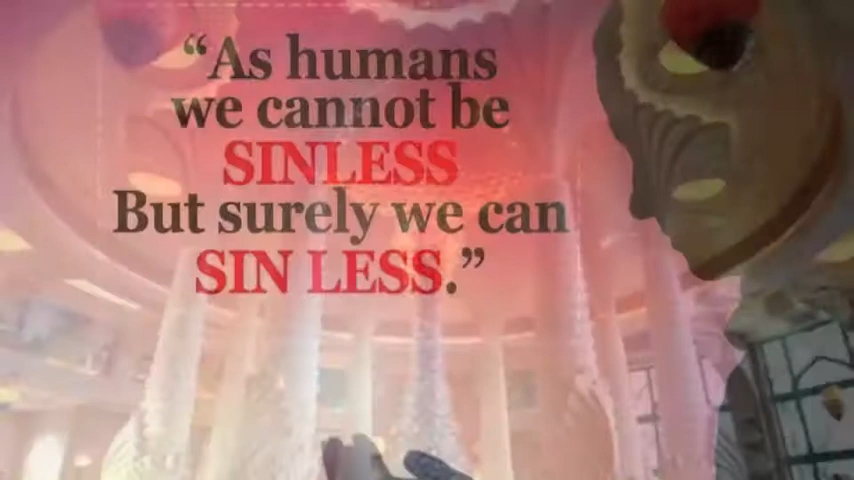 “As humans
we cannot be
SINLESS
But surely we can
SIN LESS.”